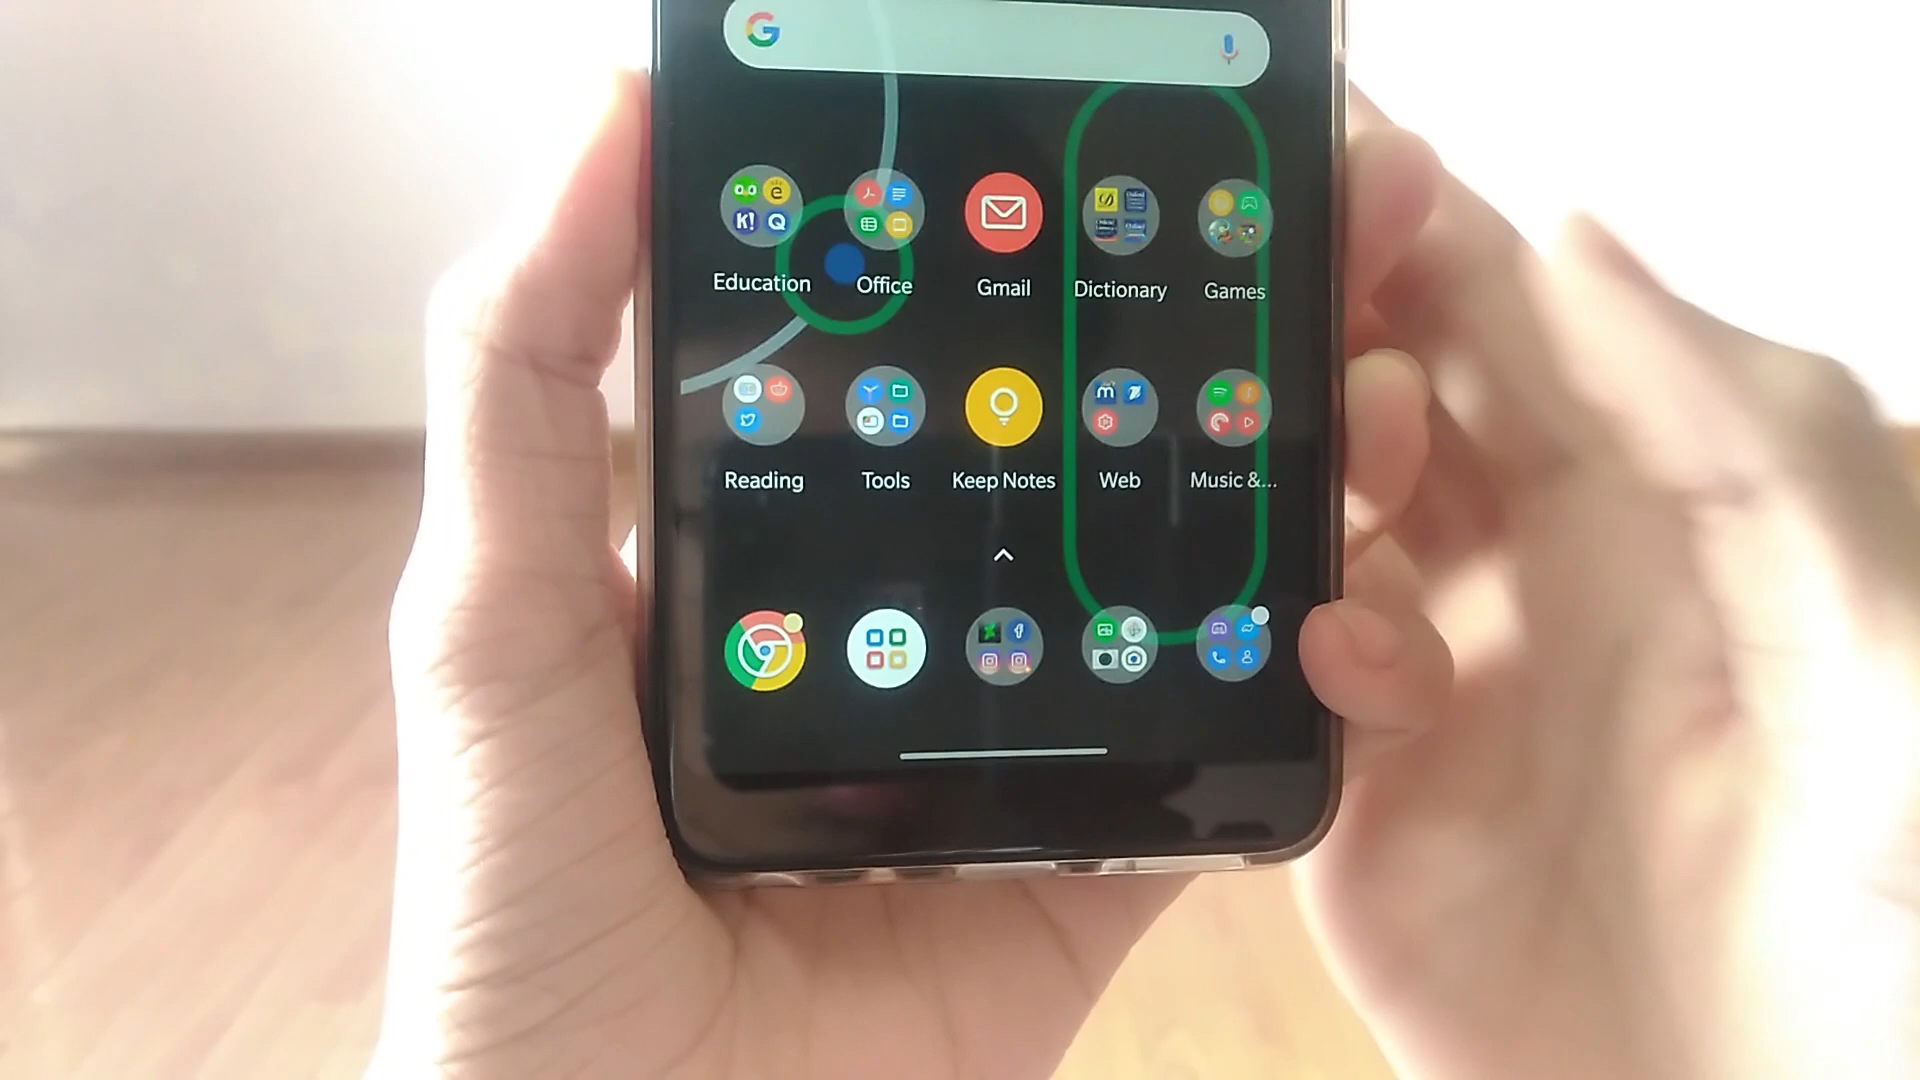 G
K! Q
Education Office Gmail Dictionary Games
Reading Tools Keep Notes Web Music &...